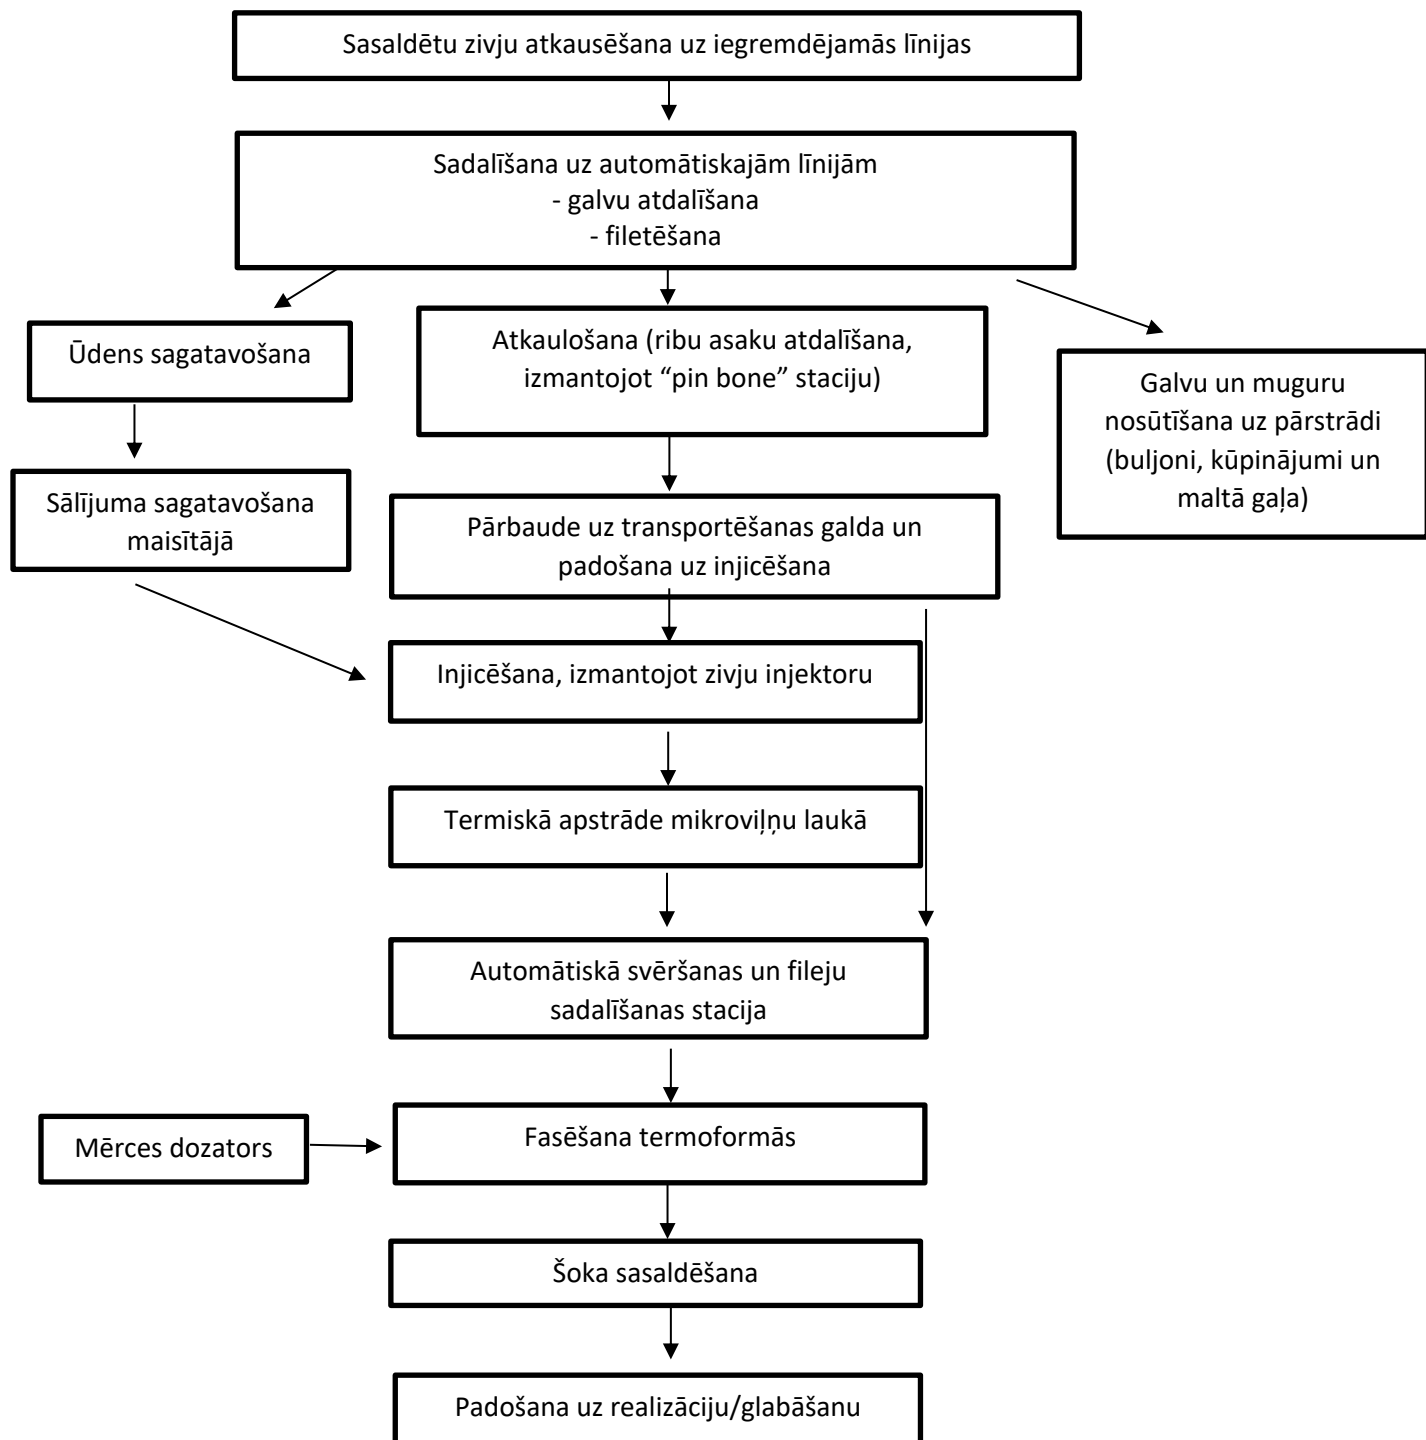 Sasaldētu zivju atkausēšana uz iegremdējamās līnijas
Sadalīšana uz automātiskajām līnijām
- galvu atdalīšana
- filetēšana
Ūdens sagatavošana
Atkaulošana (ribu asaku atdalīšana,
izmantojot “pin bone” staciju)
Galvu un muguru
nosūtīšana uz pārstrādi
(buljoni, kūpinājumi un
maltā gaļa)
Sālījuma sagatavošana
maisītājā
Pārbaude uz transportēšanas galda un
padošana uz injicēšana
Injicēšana, izmantojot zivju injektoru
Termiskā apstrāde mikroviļņu laukā
Automātiskā svēršanas un fileju
sadalīšanas stacija
Mērces dozators
Fasēšana termoformās
Šoka sasaldēšana
Padošana uz realizāciju/glabāšanu